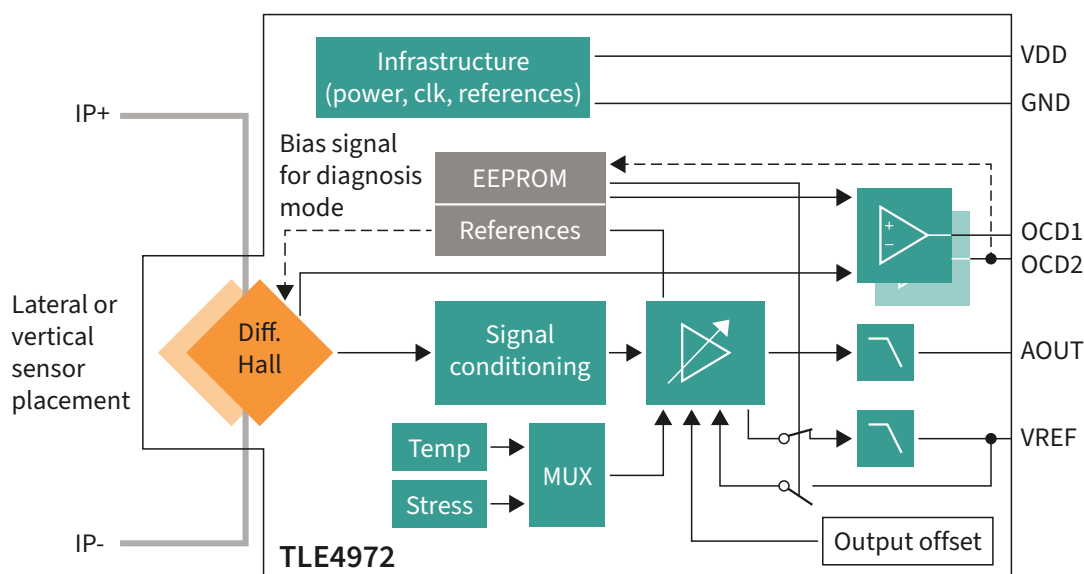 Infrastructure
(power, clk, references)
VDD
GND
IP+
Bias signal
for diagnosis
mode
EEPROM
References
+
−
OCD1
OCD2
Lateral or
vertical
sensor
placement
Diff.
Hall
Signal
conditioning
AOUT
Temp
Stress
MUX
VREF
Output offset
IP-
TLE4972